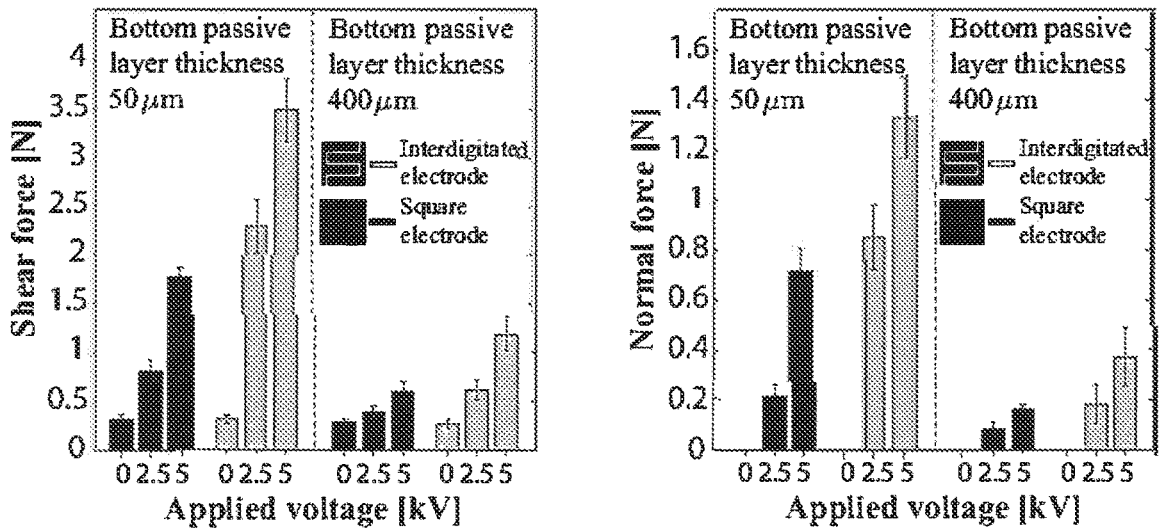 Shear force [N]
4
3.5
3
2.5
2
1.5
1
0.5
0
Bottom passive
layer thickness
50 μm
Bottom passive
layer thickness
400 μm
Interdigitated
electrode
Square
electrode
0 2.5 5 0 2.5 5 0 2.5 5 0 2.5 5
Applied voltage [kV]
Normal force [N]
1.6
1.4
1.2
1
0.8
0.6
0.4
0.2
0
Bottom passive
layer thickness
50 μm
Bottom passive
layer thickness
400 μm
Interdigitated
electrode
Square
electrode
0 2.5 5 0 2.5 5 0 2.5 5 0 2.5 5
Applied voltage [kV]